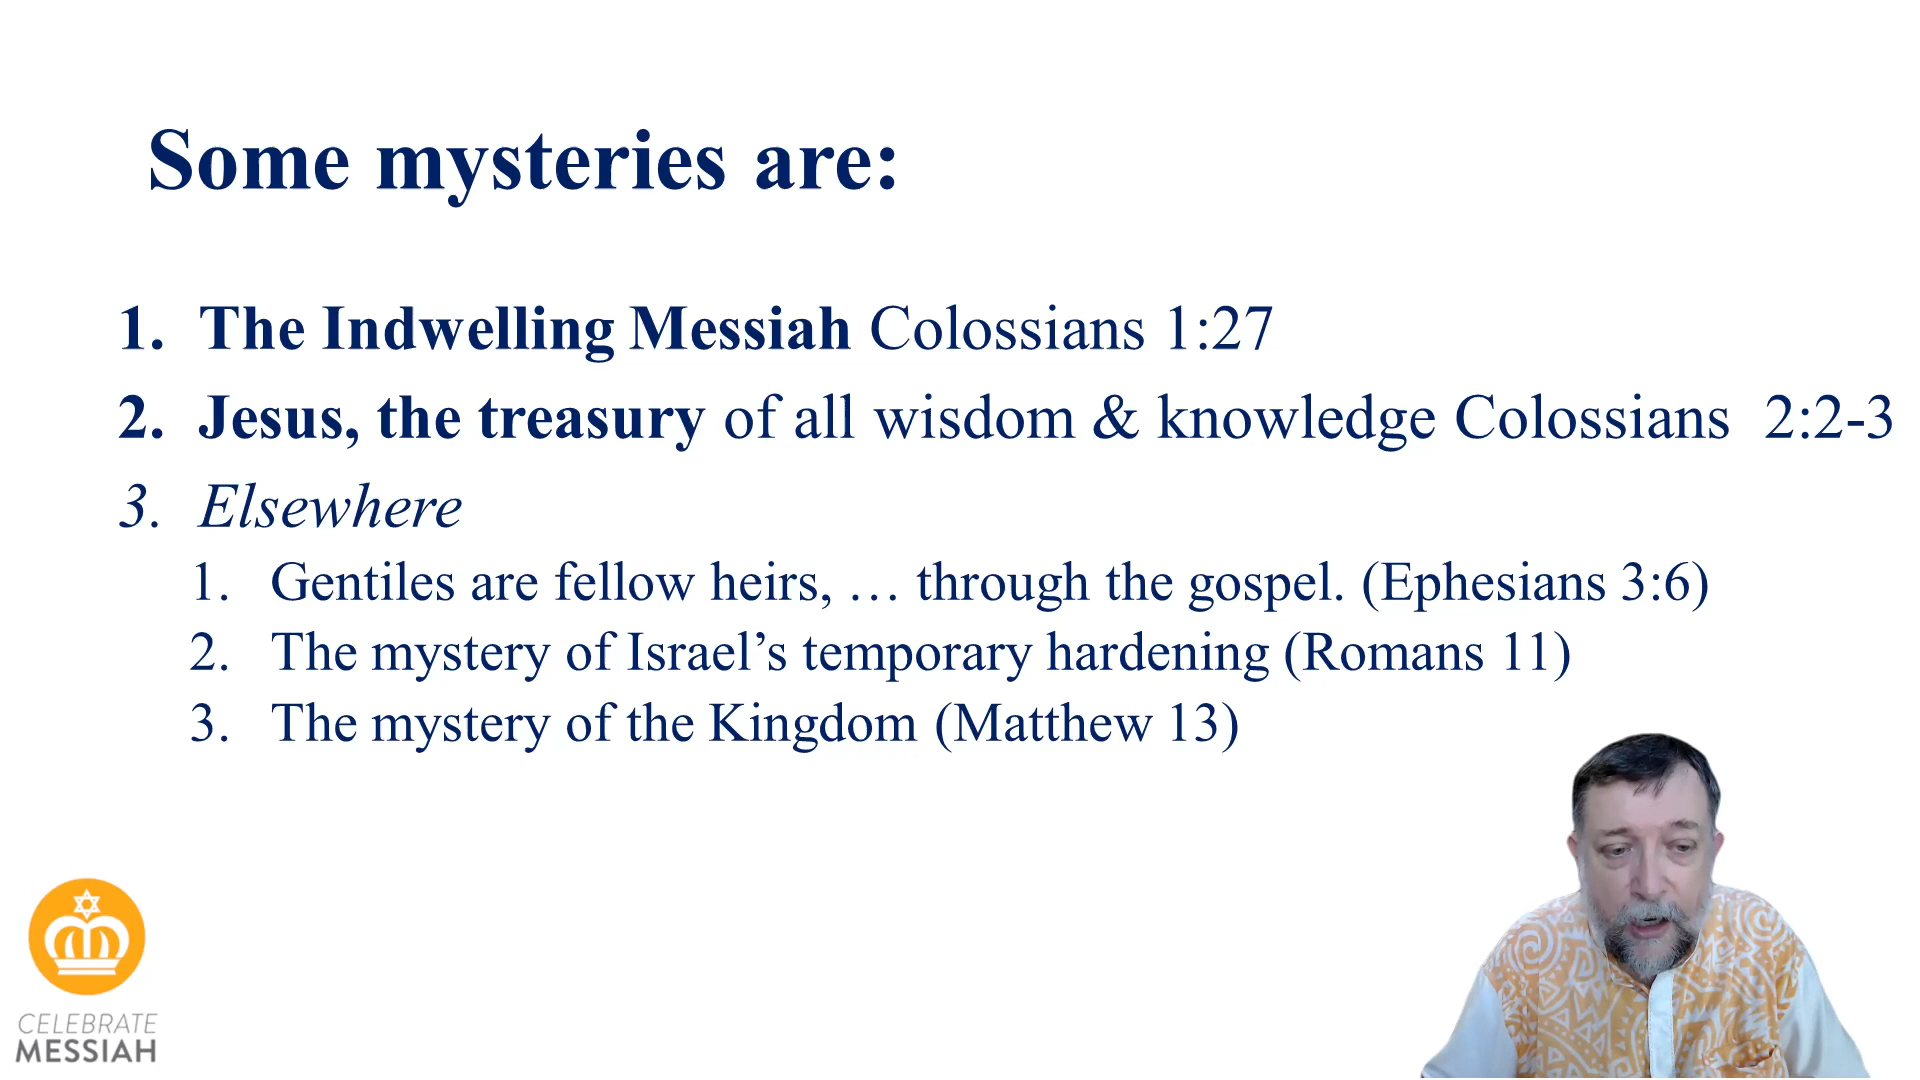 Some mysteries are:
1. The Indwelling Messiah Colossians 1:27
2. Jesus, the treasury of all wisdom & knowledge Colossians 2:2-3
3. Elsewhere
1. Gentiles are fellow heirs, … through the gospel. (Ephesians 3:6)
2. The mystery of Israel’s temporary hardening (Romans 11)
3. The mystery of the Kingdom (Matthew 13)
CELEBRATE
MESSIAH